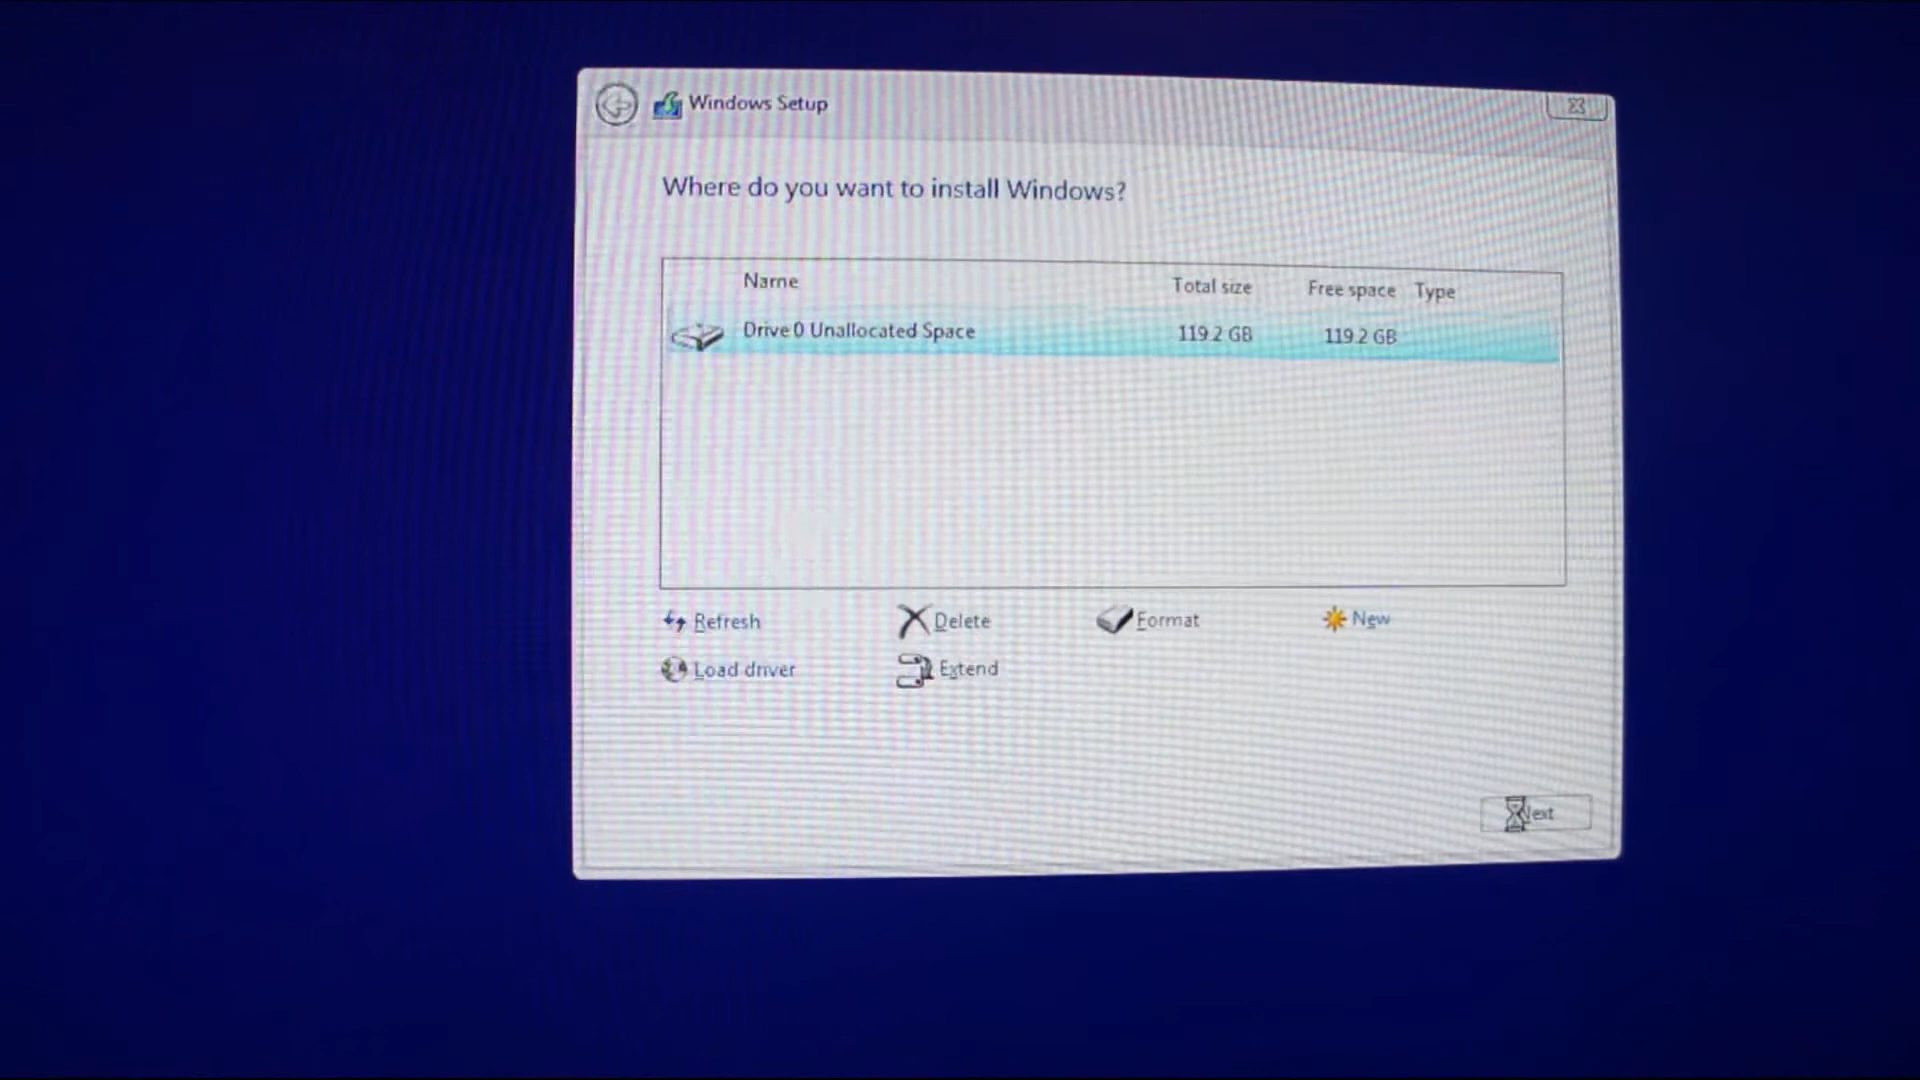 Windows Setup
Where do you want to install Windows?
Name Total size Free space Type
Drive 0 Unallocated Space 119.2 GB 119.2 GB
Refresh Delete Format New
Load driver Extend
Next